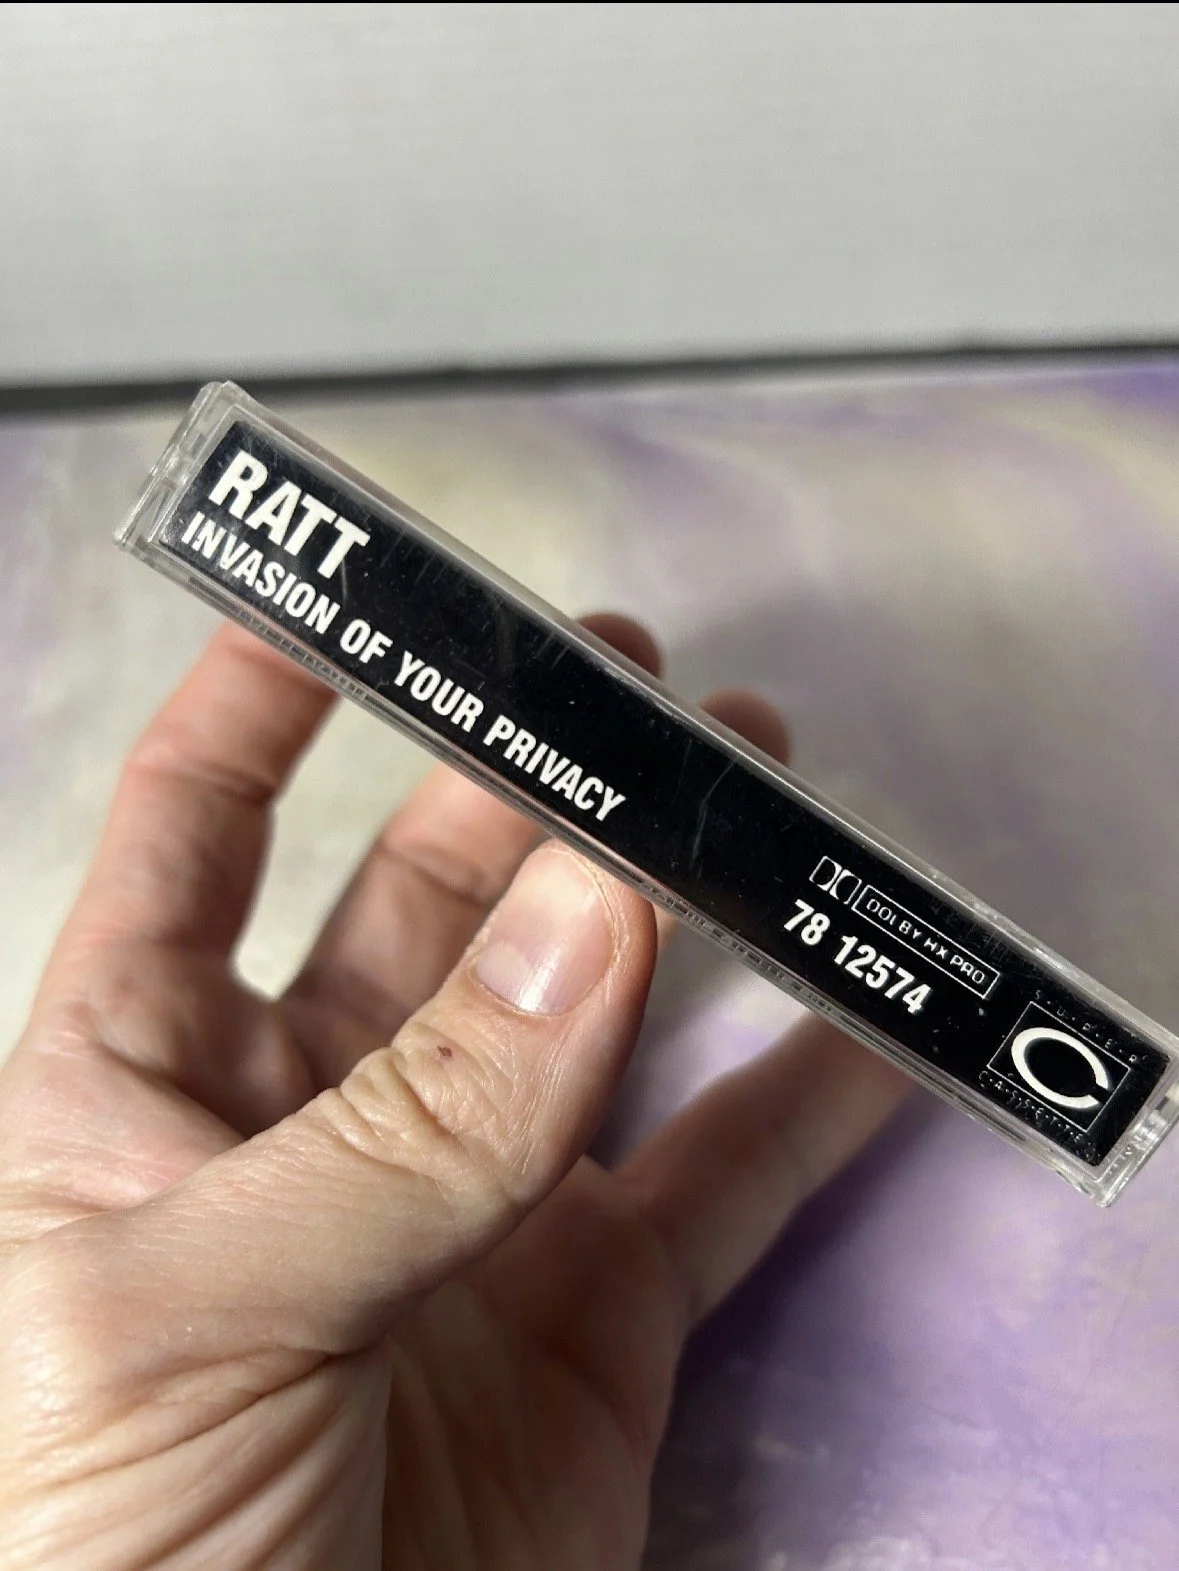 RATT
INVASION OF YOUR PRIVACY
DOLBY HX PRO
78 12574
SUPER
CASSETTE